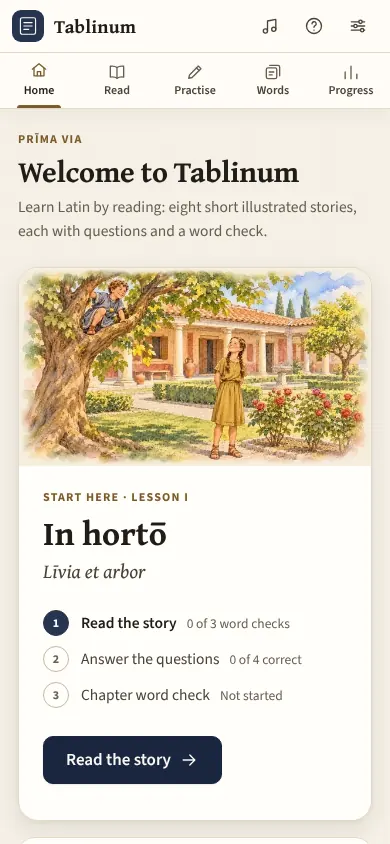 Tablinum
Home
Read
Practise
Words
Progress
PRĪMA VIA
Welcome to Tablinum
Learn Latin by reading: eight short illustrated stories,
each with questions and a word check.
START HERE · LESSON I
In hortō
Līvia et arbor
1 Read the story 0 of 3 word checks
2 Answer the questions 0 of 4 correct
3 Chapter word check Not started
Read the story →